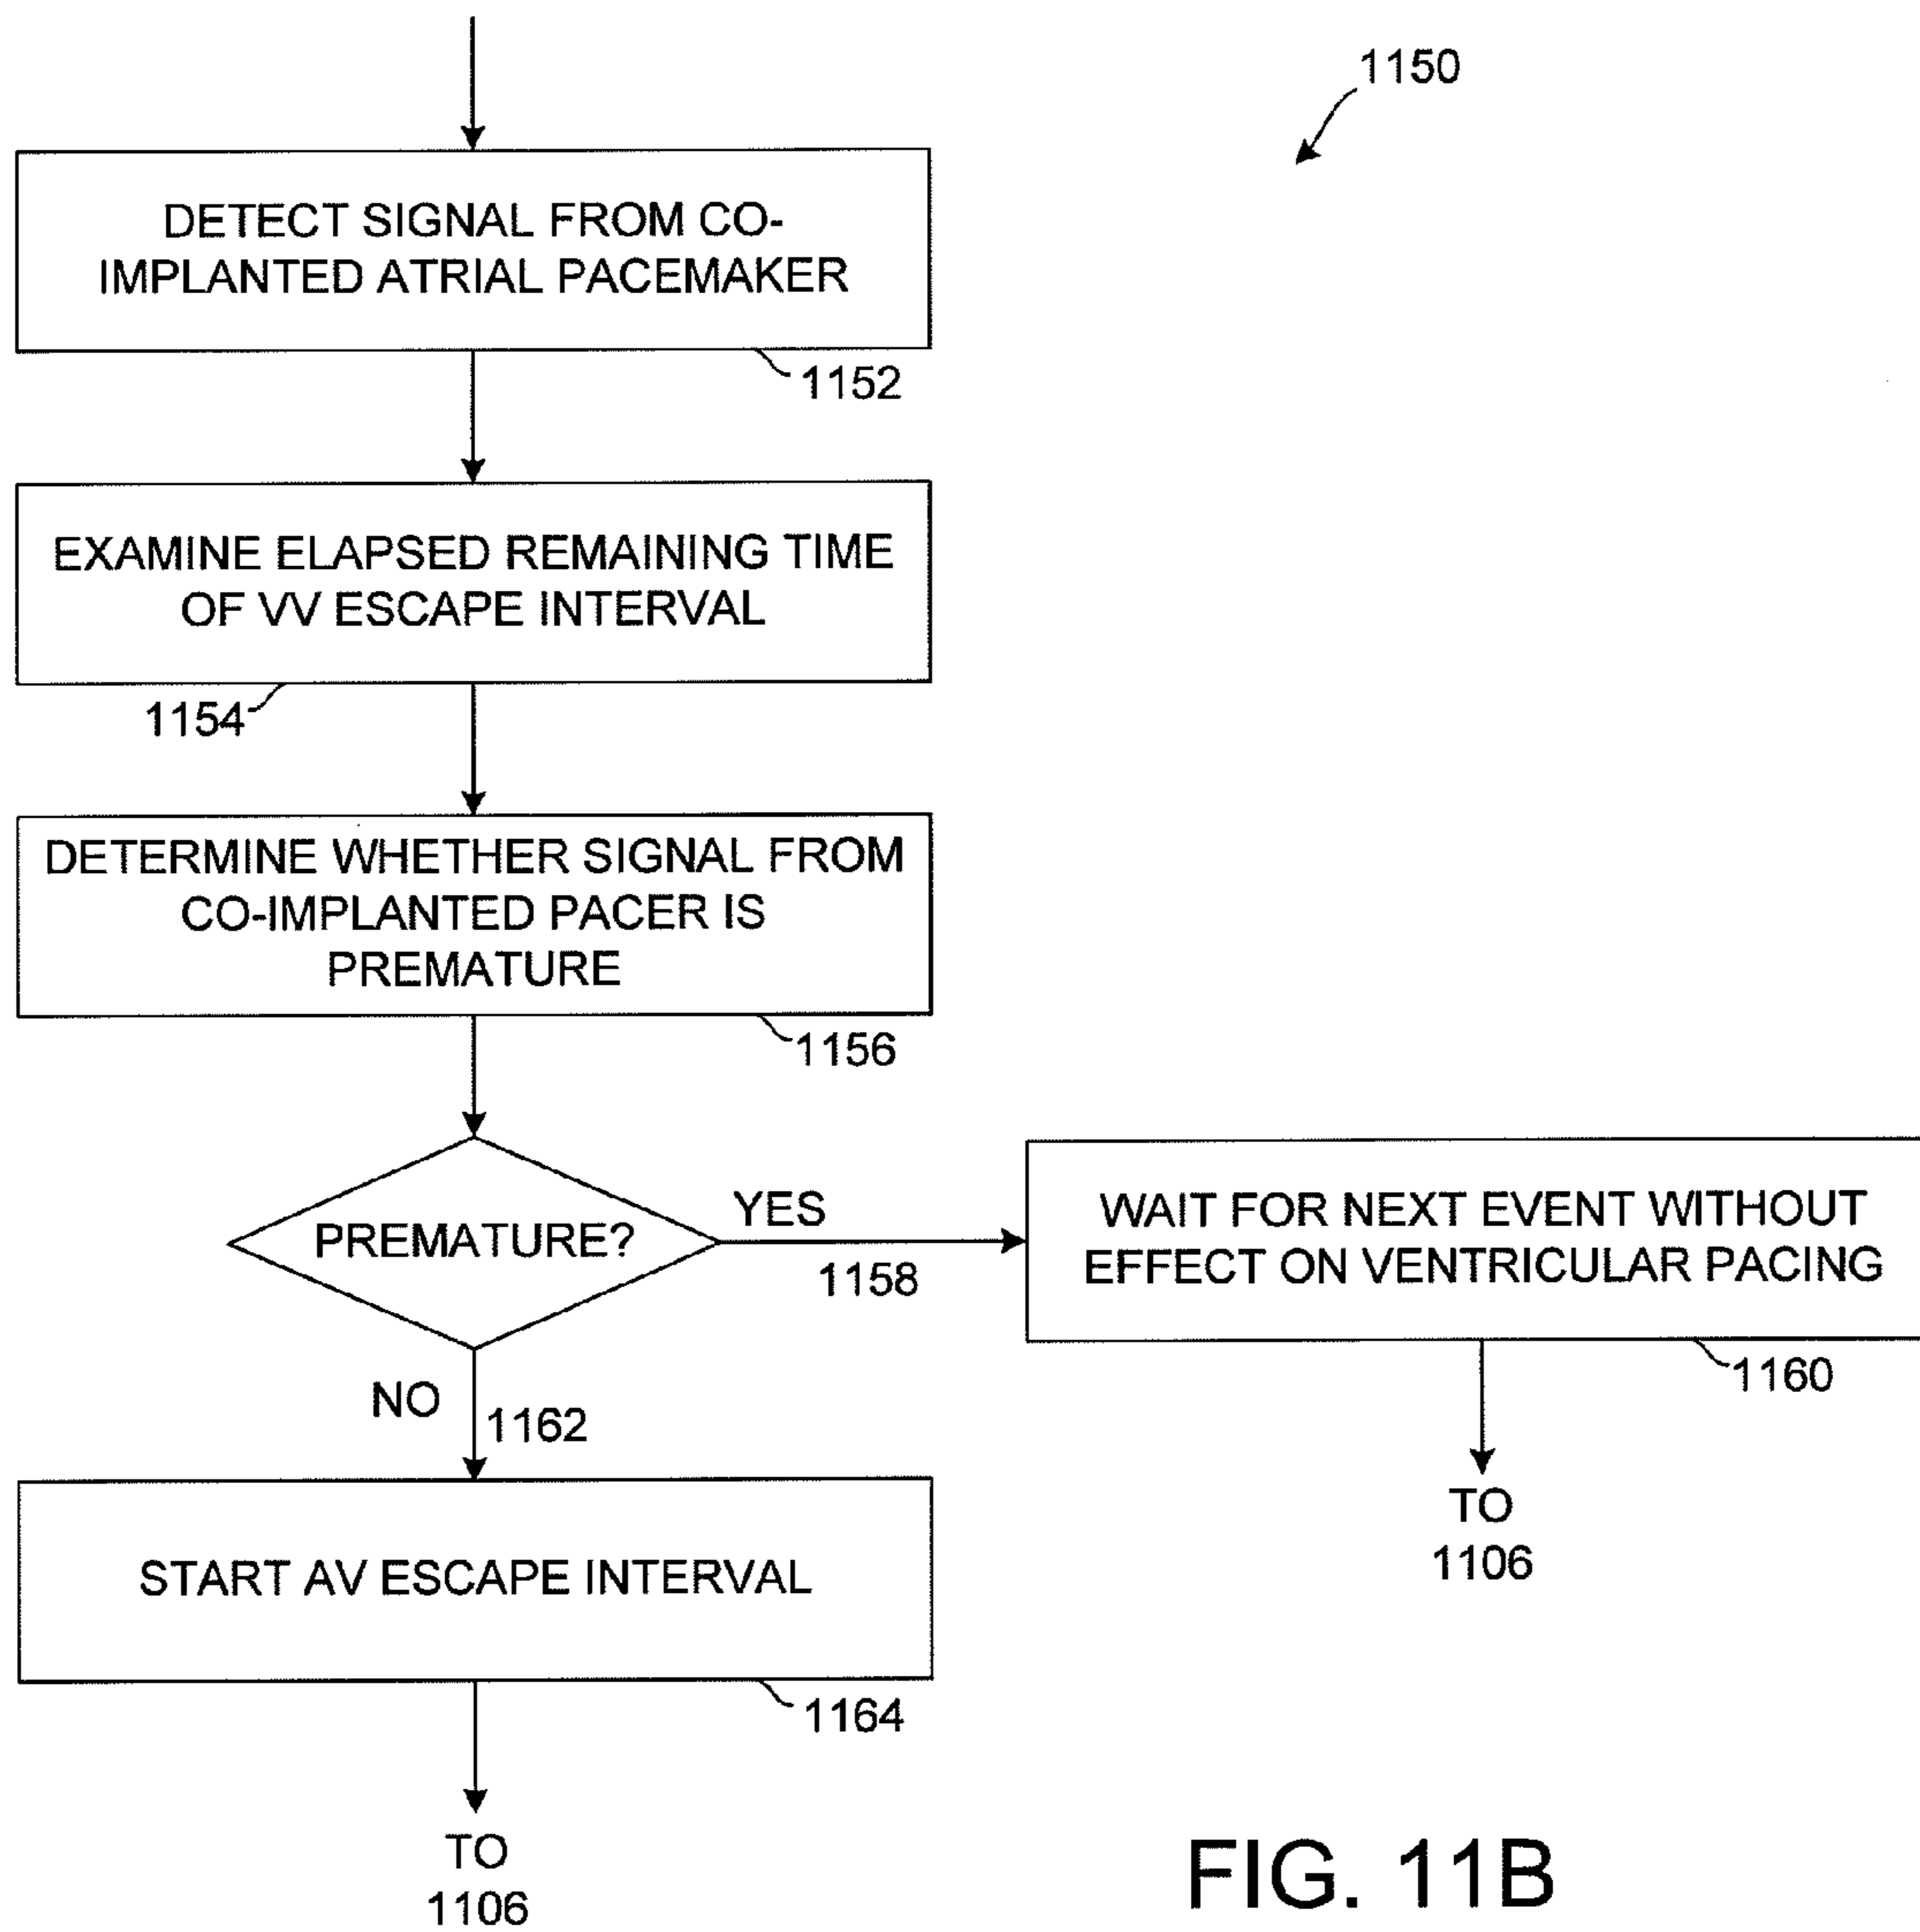 1150
DETECT SIGNAL FROM CO-
IMPLANTED ATRIAL PACEMAKER
1152
EXAMINE ELAPSED REMAINING TIME
OF VV ESCAPE INTERVAL
1154
DETERMINE WHETHER SIGNAL FROM
CO-IMPLANTED PACER IS
PREMATURE
1156
PREMATURE?
YES
1158
WAIT FOR NEXT EVENT WITHOUT
EFFECT ON VENTRICULAR PACING
1160
TO
1106
NO
1162
START AV ESCAPE INTERVAL
1164
TO
1106
FIG. 11B